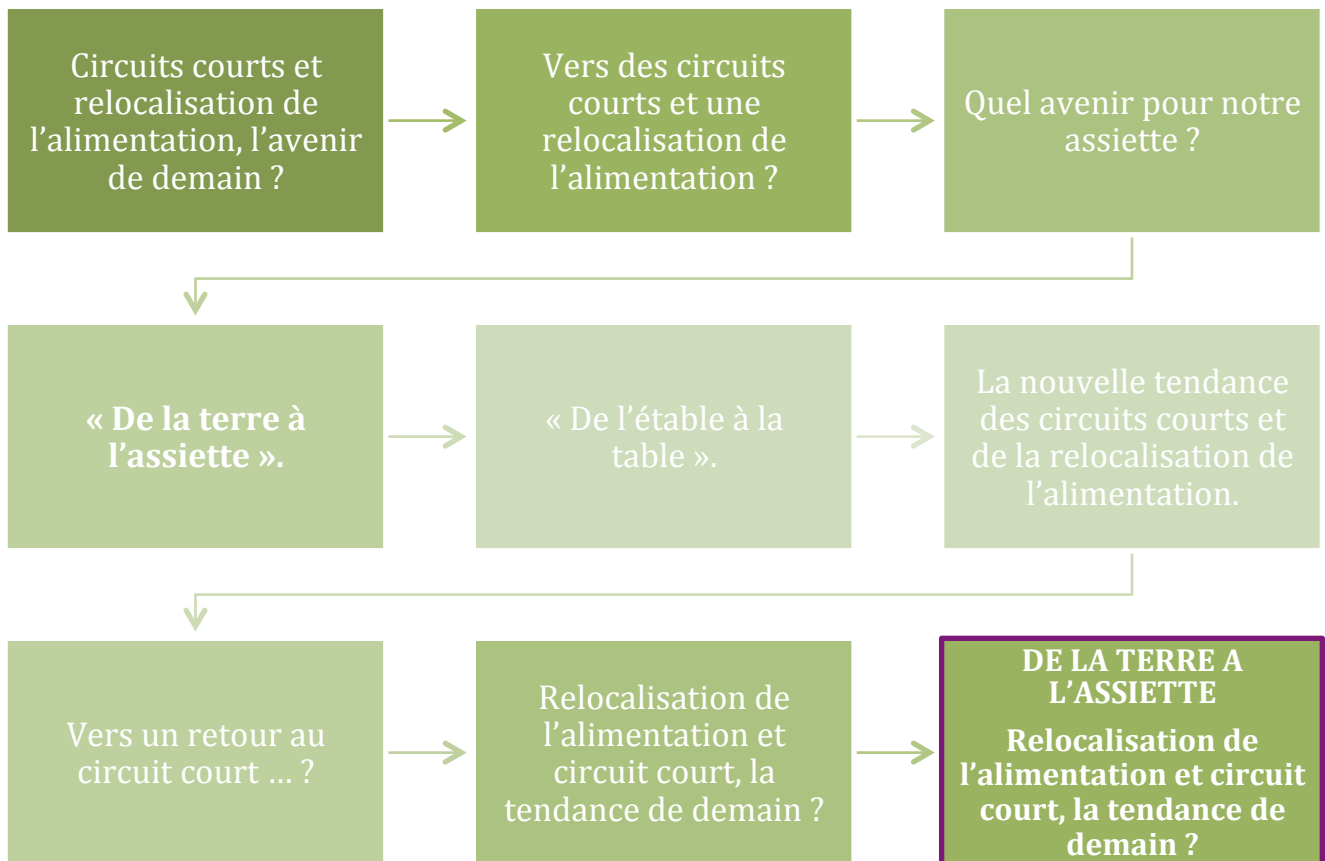 Circuits courts et
relocalisation de
l’alimentation, l’avenir
de demain ?
Vers des circuits
courts et une
relocalisation de
l’alimentation ?
Quel avenir pour notre
assiette ?
« De la terre à
l’assiette ».
« De l’étable à la
table ».
La nouvelle tendance
des circuits courts et
de la relocalisation de
l’alimentation.
Vers un retour au
circuit court … ?
Relocalisation de
l’alimentation et
circuit court, la
tendance de demain ?
DE LA TERRE A
L’ASSIETTE
Relocalisation de
l’alimentation et circuit
court, la tendance de
demain ?